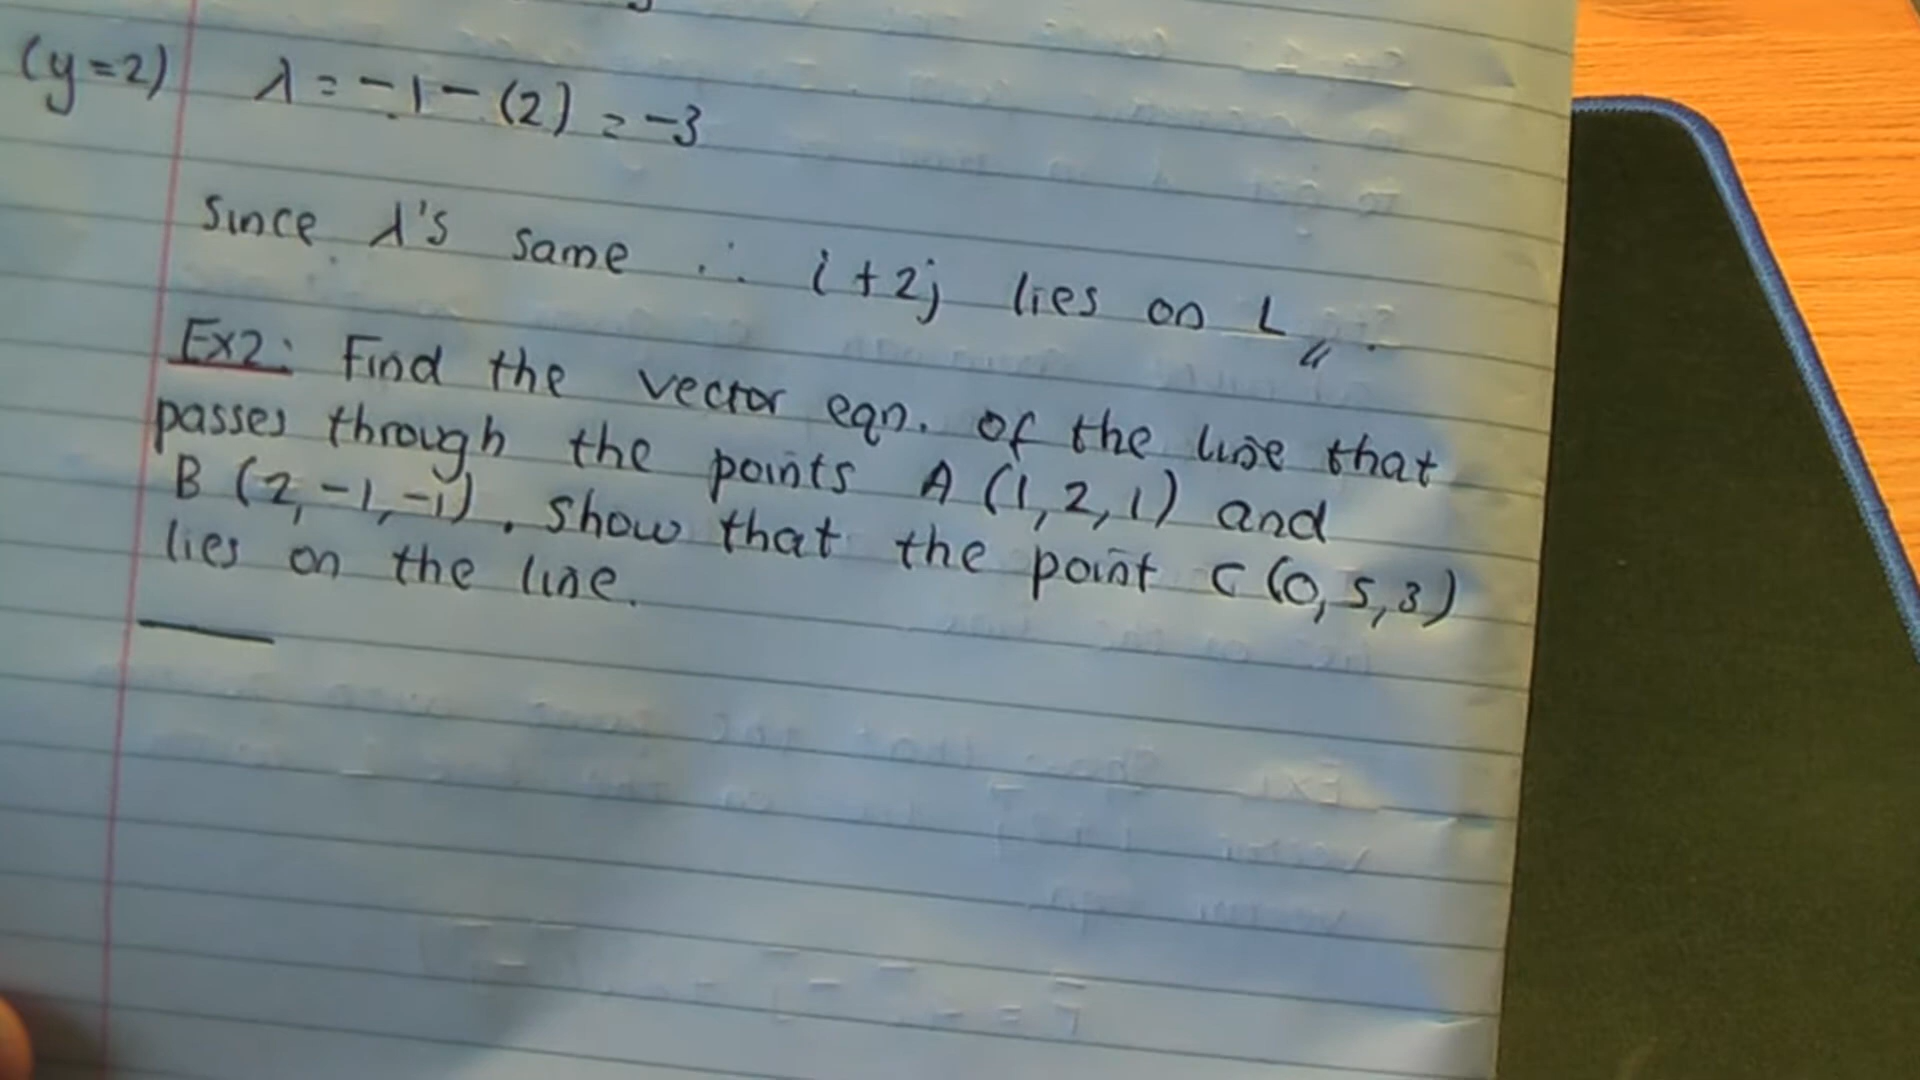 (y=2) λ = -1 - (2) = -3
Since λ's same ∴ i + 2j lies on L
Ex2: Find the vector eqn. of the line that
passes through the points A (1, 2, 1) and
B (2, -1, -1). Show that the point C (0, 5, 3)
lies on the line.